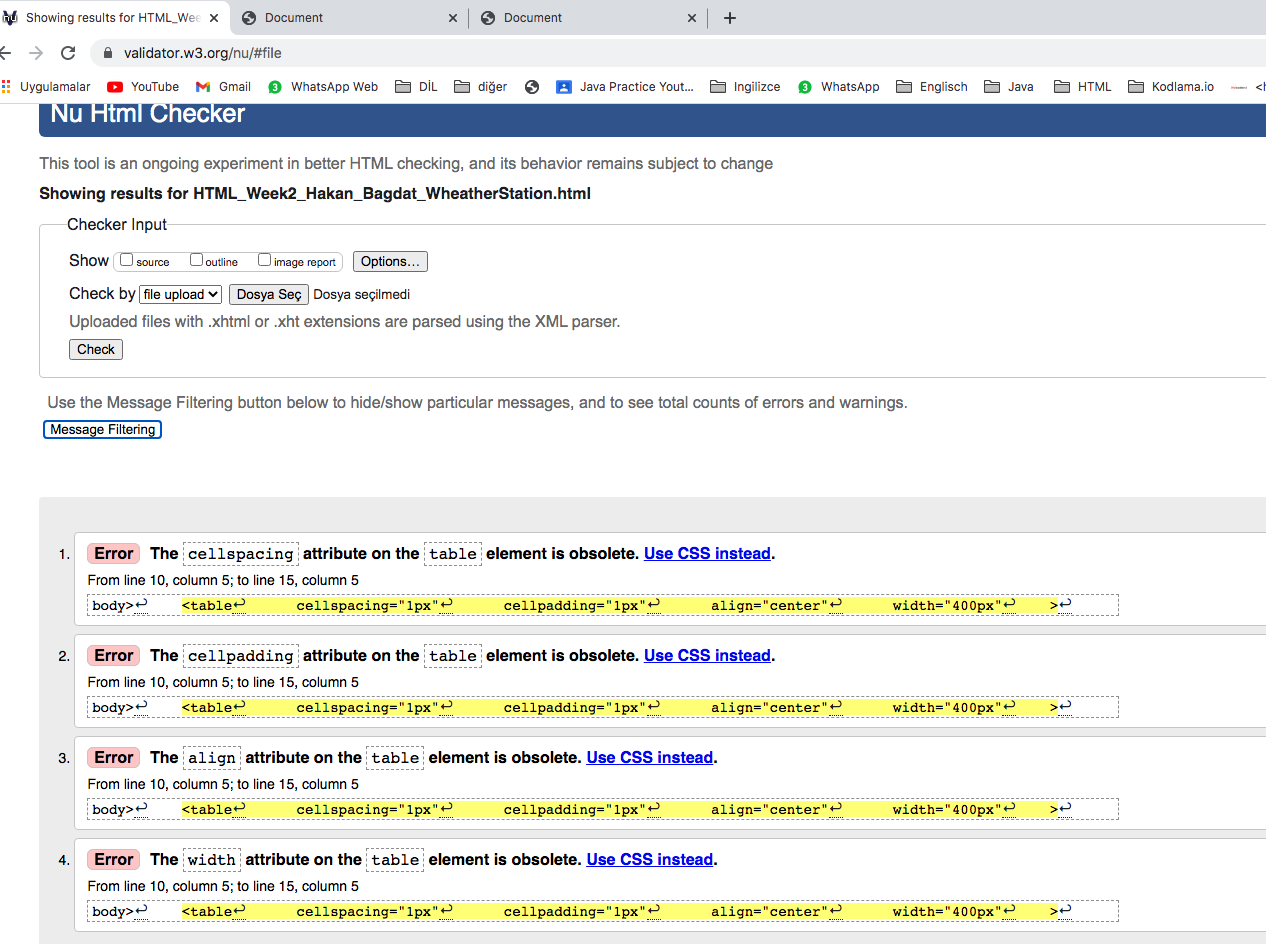 Showing results for HTML_Wee
Document
Document
validator.w3.org/nu/#file
Uygulamalar YouTube Gmail WhatsApp Web DİL diğer Java Practice Yout... Ingilizce WhatsApp Englisch Java HTML Kodlama.io
Nu Html Checker
This tool is an ongoing experiment in better HTML checking, and its behavior remains subject to change
Showing results for HTML_Week2_Hakan_Bagdat_WheatherStation.html
Checker Input
Show source outline image report Options...
Check by file upload Dosya Seç Dosya seçilmedi
Uploaded files with .xhtml or .xht extensions are parsed using the XML parser.
Check
Use the Message Filtering button below to hide/show particular messages, and to see total counts of errors and warnings.
Message Filtering
1. Error The cellspacing attribute on the table element is obsolete. Use CSS instead.
From line 10, column 5; to line 15, column 5
body>↩ <table↩ cellspacing="1px"↩ cellpadding="1px"↩ align="center"↩ width="400px"↩ >↩
2. Error The cellpadding attribute on the table element is obsolete. Use CSS instead.
From line 10, column 5; to line 15, column 5
body>↩ <table↩ cellspacing="1px"↩ cellpadding="1px"↩ align="center"↩ width="400px"↩ >↩
3. Error The align attribute on the table element is obsolete. Use CSS instead.
From line 10, column 5; to line 15, column 5
body>↩ <table↩ cellspacing="1px"↩ cellpadding="1px"↩ align="center"↩ width="400px"↩ >↩
4. Error The width attribute on the table element is obsolete. Use CSS instead.
From line 10, column 5; to line 15, column 5
body>↩ <table↩ cellspacing="1px"↩ cellpadding="1px"↩ align="center"↩ width="400px"↩ >↩